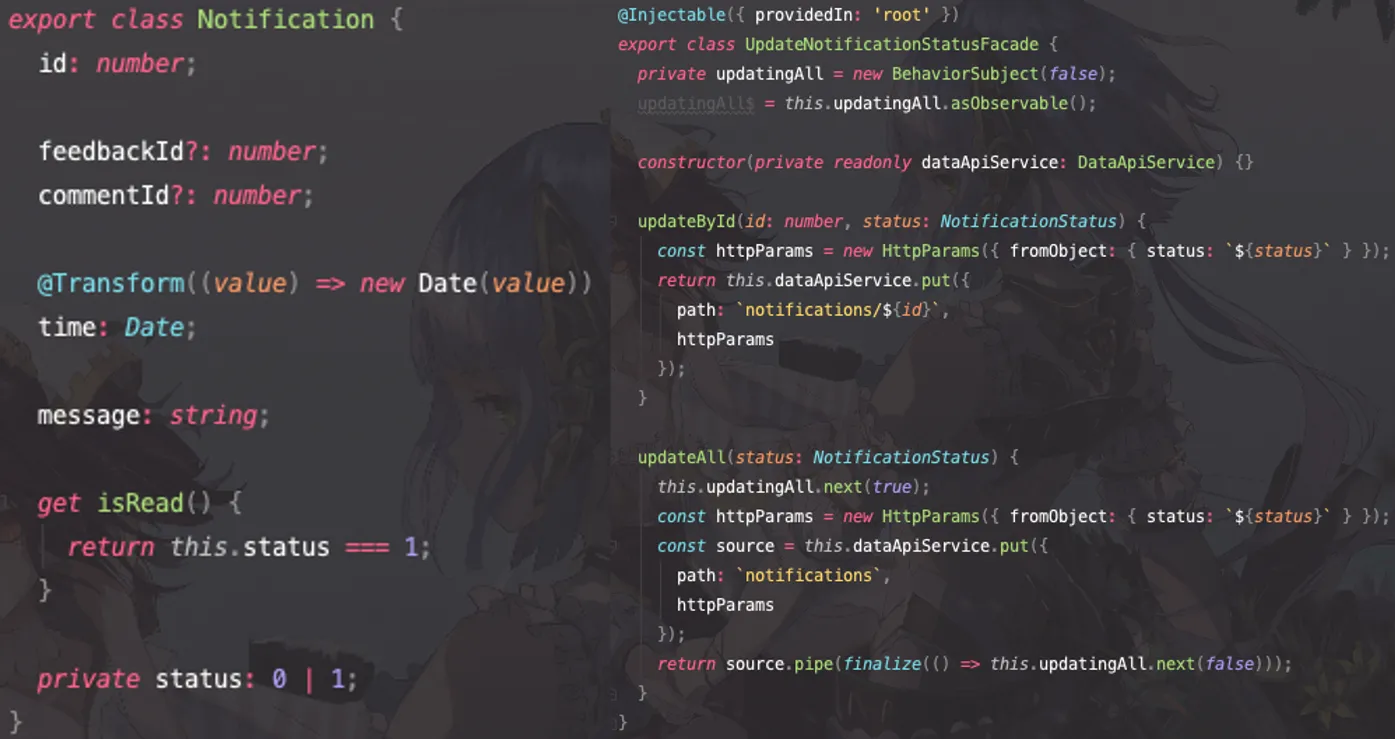 export class Notification {
id: number;
feedbackId?: number;
commentId?: number;
@Transform((value) => new Date(value))
time: Date;
message: string;
get isRead() {
return this.status === 1;
}
private status: 0 | 1;
}
@Injectable({ providedIn: 'root' })
export class UpdateNotificationStatusFacade {
private updatingAll = new BehaviorSubject(false);
updatingAll$ = this.updatingAll.asObservable();
constructor(private readonly dataApiService: DataApiService) {}
updateById(id: number, status: NotificationStatus) {
const httpParams = new HttpParams({ fromObject: { status: `${status}` } });
return this.dataApiService.put({
path: `notifications/${id}`,
httpParams
});
}
updateAll(status: NotificationStatus) {
this.updatingAll.next(true);
const httpParams = new HttpParams({ fromObject: { status: `${status}` } });
const source = this.dataApiService.put({
path: `notifications`,
httpParams
});
return source.pipe(finalize(() => this.updatingAll.next(false)));
}
}